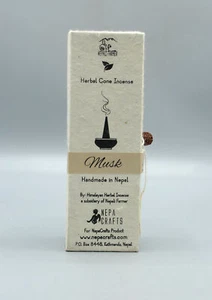 Herbal Cone Incense
Musk
Handmade in Nepal
By: Himalayan Herbal Incense
a subsidiary of Nepali Farmer
NEPA
CRAFTS
For NepaCrafts Product
www.nepacrafts.com
P.O. Box 8448, Kathmandu, Nepal